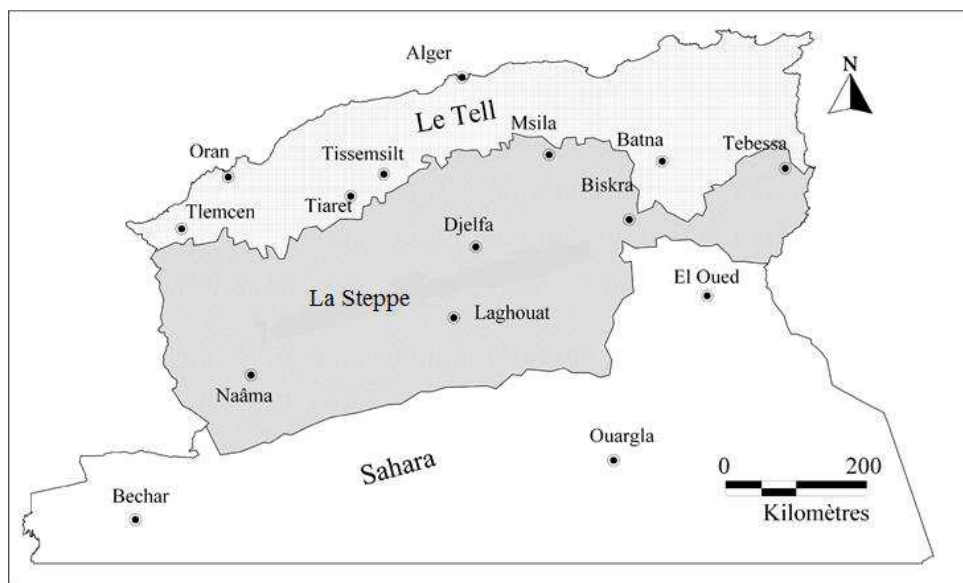 Alger
N
Le Tell
Msila
Oran
Tissemsilt
Batna
Tebessa
Tlemcen
Tiaret
Biskra
Djelfa
La Steppe
Laghouat
El Oued
Naâma
Ouargla
Sahara
0 200
Kilomètres
Bechar